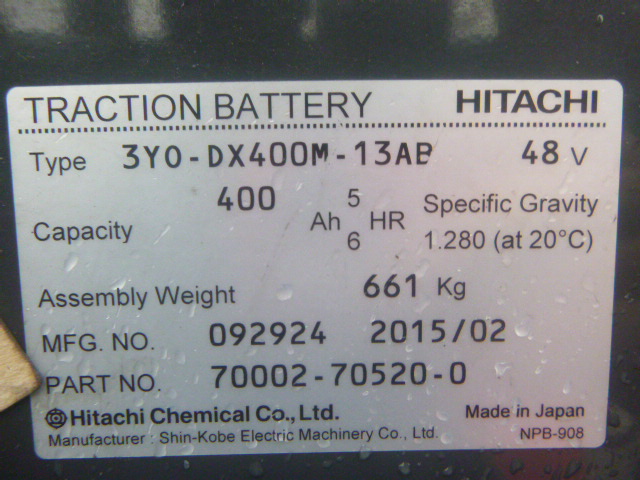 TRACTION BATTERY HITACHI
Type 3Y0-DX400M-13AB 48 V
Capacity 400 Ah 5 HR Specific Gravity
6 1.280 (at 20°C)
Assembly Weight 661 Kg
MFG. NO. 092924 2015/02
PART NO. 70002-70520-0
Hitachi Chemical Co., Ltd. Made in Japan
Manufacturer : Shin-Kobe Electric Machinery Co., Ltd. NPB-908